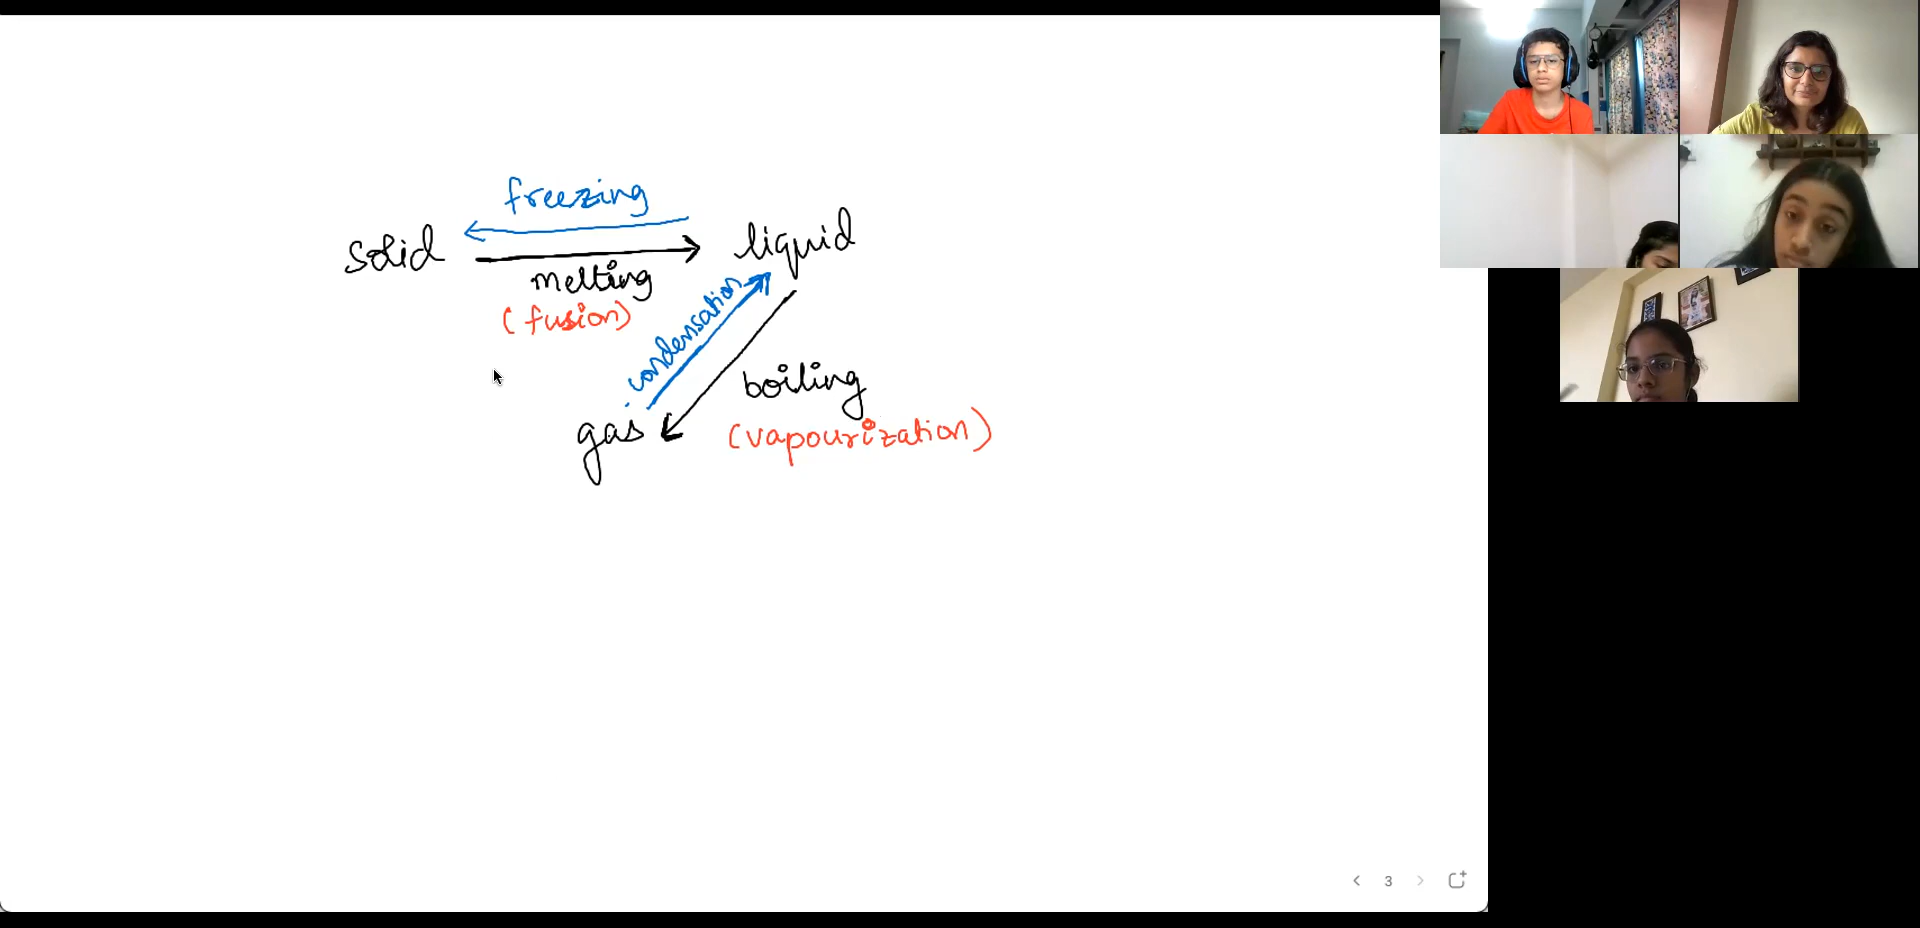 freezing
solid
liquid
melting
(fusion)
condensation
boiling
gas
(vapourization)
3